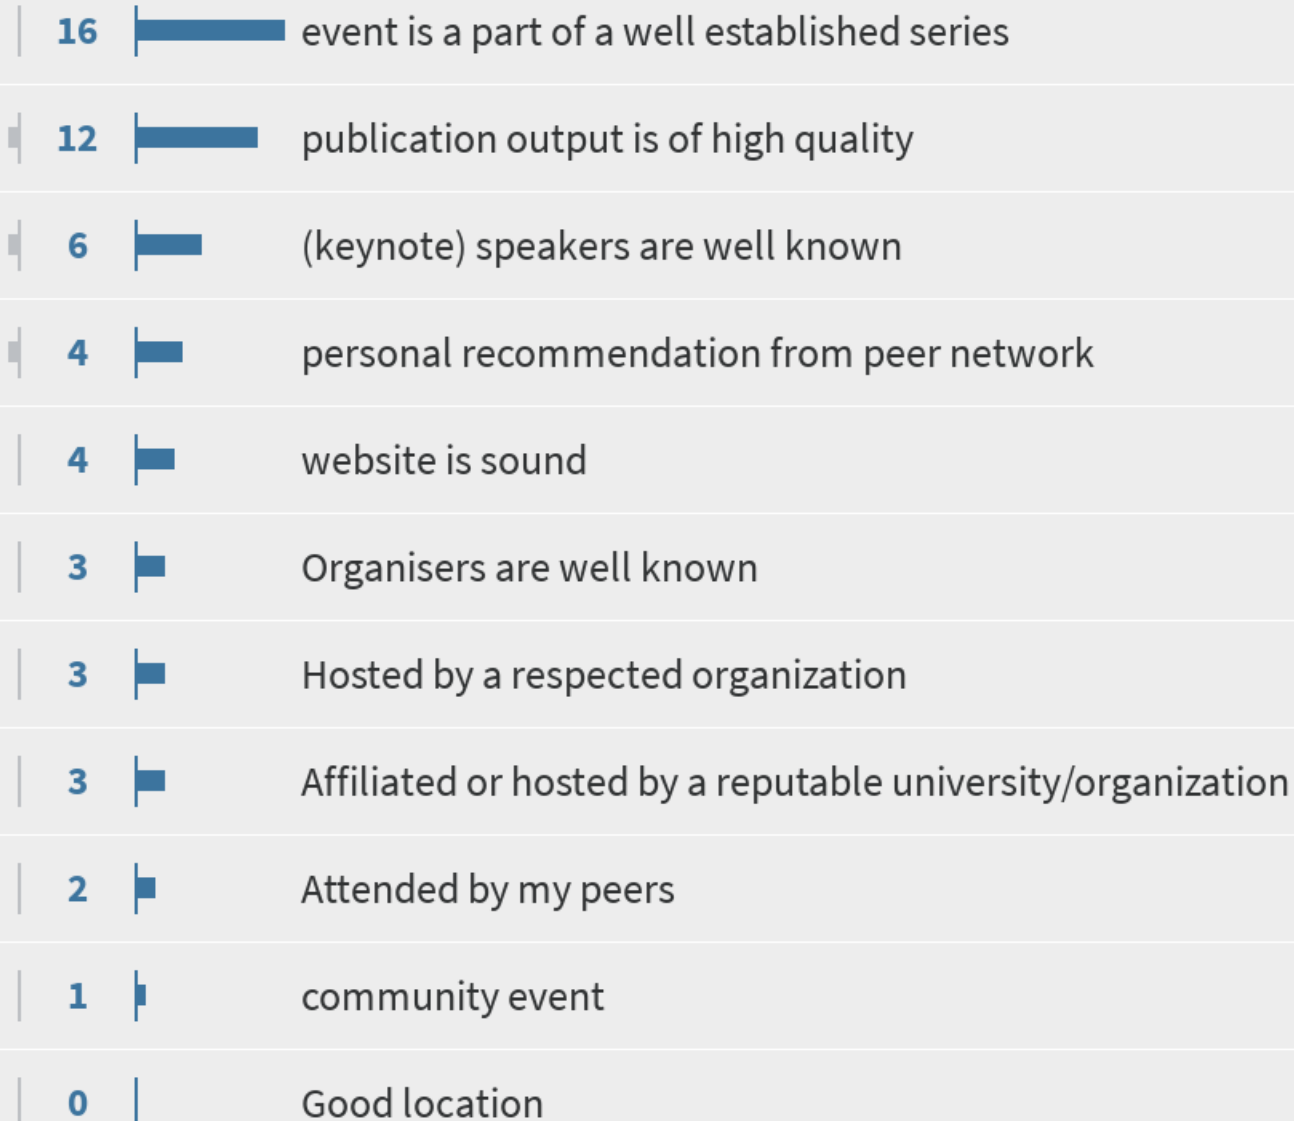 16 event is a part of a well established series
12 publication output is of high quality
6 (keynote) speakers are well known
4 personal recommendation from peer network
4 website is sound
3 Organisers are well known
3 Hosted by a respected organization
3 Affiliated or hosted by a reputable university/organization
2 Attended by my peers
1 community event
0 Good location